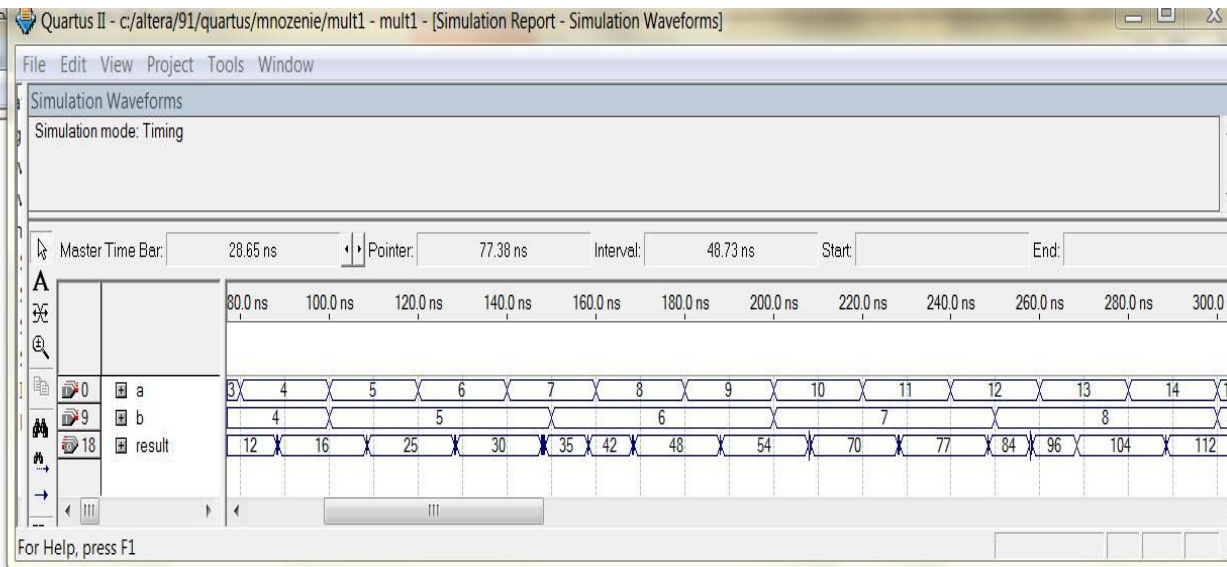 Quartus II - c:/altera/91/quartus/mnozenie/mult1 - mult1 - [Simulation Report - Simulation Waveforms]
File Edit View Project Tools Window
Simulation Waveforms
Simulation mode: Timing
Master Time Bar: 28.65 ns Pointer: 77.38 ns Interval: 48.73 ns Start: End:
A
80.0 ns 100.0 ns 120.0 ns 140.0 ns 160.0 ns 180.0 ns 200.0 ns 220.0 ns 240.0 ns 260.0 ns 280.0 ns 300.0
0 a 3 4 5 6 7 8 9 10 11 12 13 14 1
9 b 4 5 6 7 8
18 result 12 16 25 30 35 42 48 54 70 77 84 96 104 112
For Help, press F1